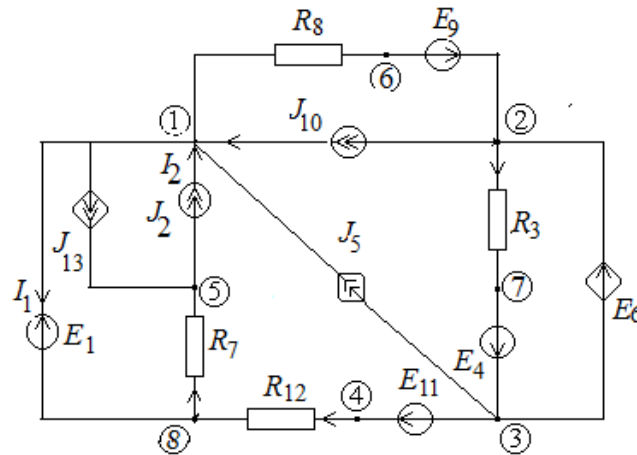 R8
E9
⑥
①
J10
②
I2
J2
J5
R3
J13
⑤
⑦
I1
E1
R7
E4
E6
R12
④
E11
⑧
③